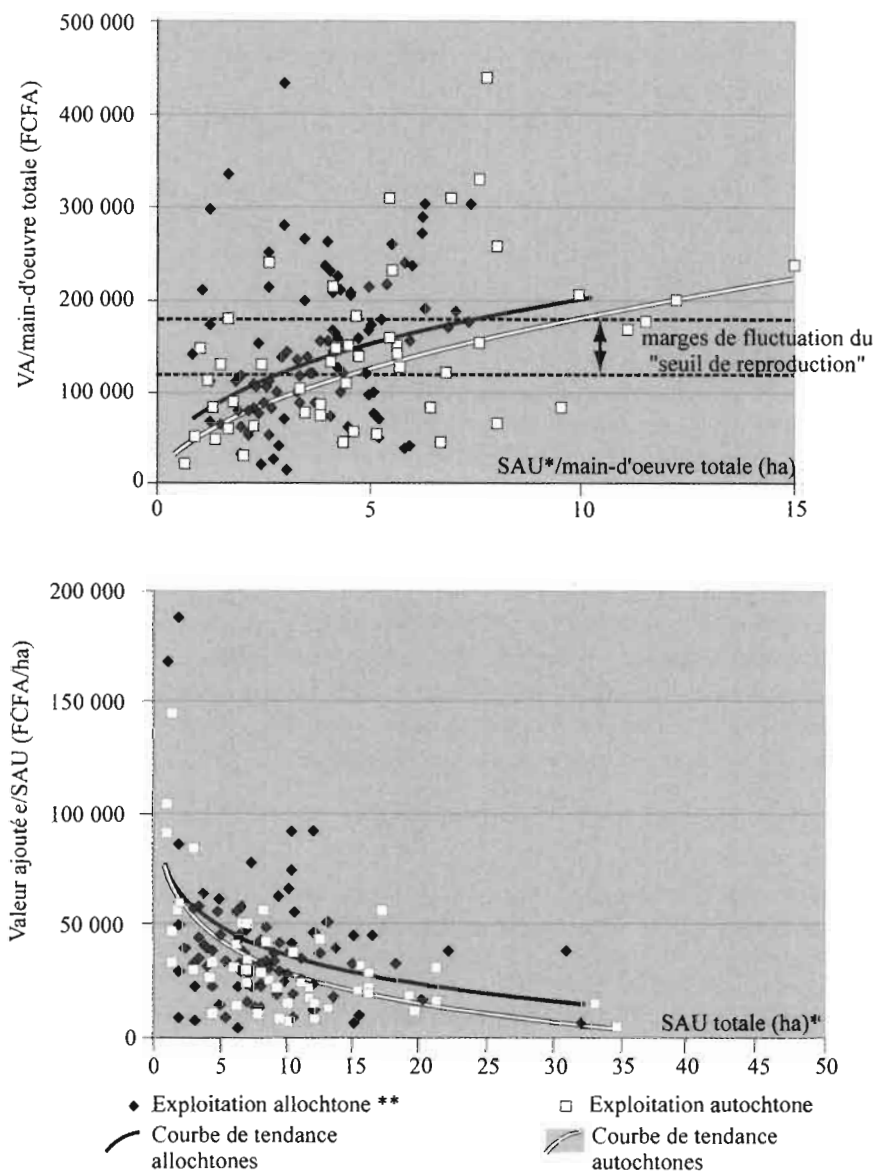 500 000
400 000
300 000
200 000
100 000
0
VA/main-d'oeuvre totale (FCFA)
marges de fluctuation du
"seuil de reproduction"
SAU*/main-d'oeuvre totale (ha)
0
5
10
15
200 000
150 000
100 000
50 000
0
Valeur ajouté e/SAU (FCFA/ha)
SAU totale (ha)*
0
5
10
15
20
25
30
35
40
45
50
Exploitation allochtone **
Exploitation autochtone
Courbe de tendance
allochtones
Courbe de tendance
autochtones